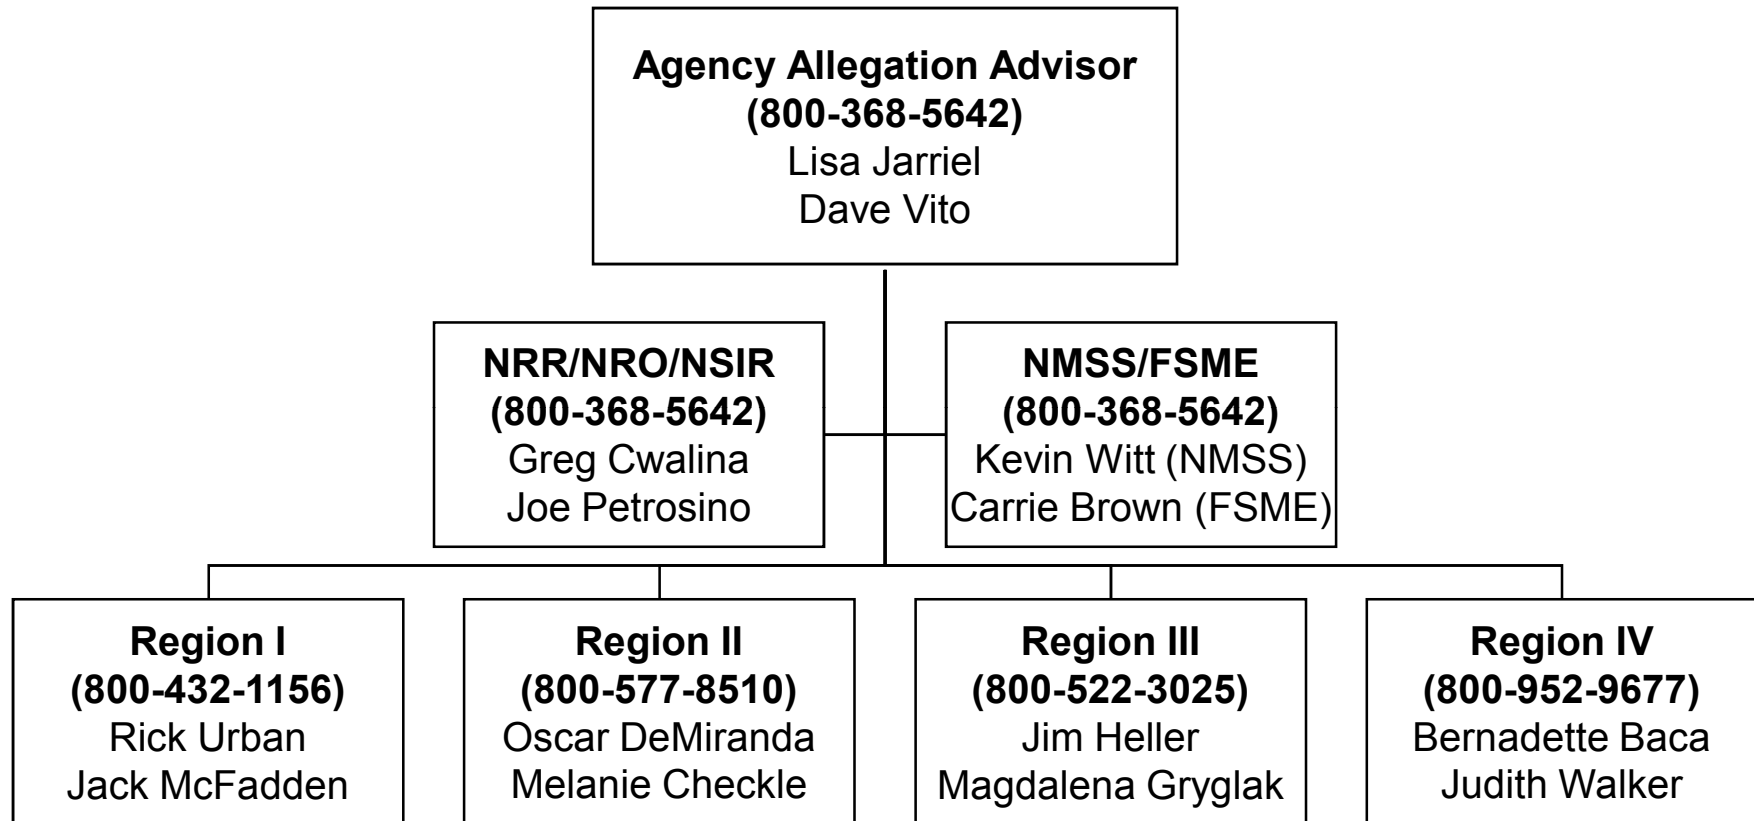 Agency Allegation Advisor
(800-368-5642)
Lisa Jarriel
Dave Vito
NRR/NRO/NSIR
(800-368-5642)
Greg Cwalina
Joe Petrosino
NMSS/FSME
(800-368-5642)
Kevin Witt (NMSS)
Carrie Brown (FSME)
Region I
(800-432-1156)
Rick Urban
Jack McFadden
Region II
(800-577-8510)
Oscar DeMiranda
Melanie Checkle
Region III
(800-522-3025)
Jim Heller
Magdalena Gryglak
Region IV
(800-952-9677)
Bernadette Baca
Judith Walker